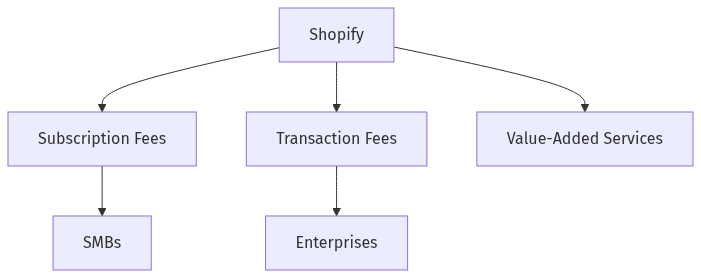 Shopify
Subscription Fees
Transaction Fees
Value-Added Services
SMBs
Enterprises